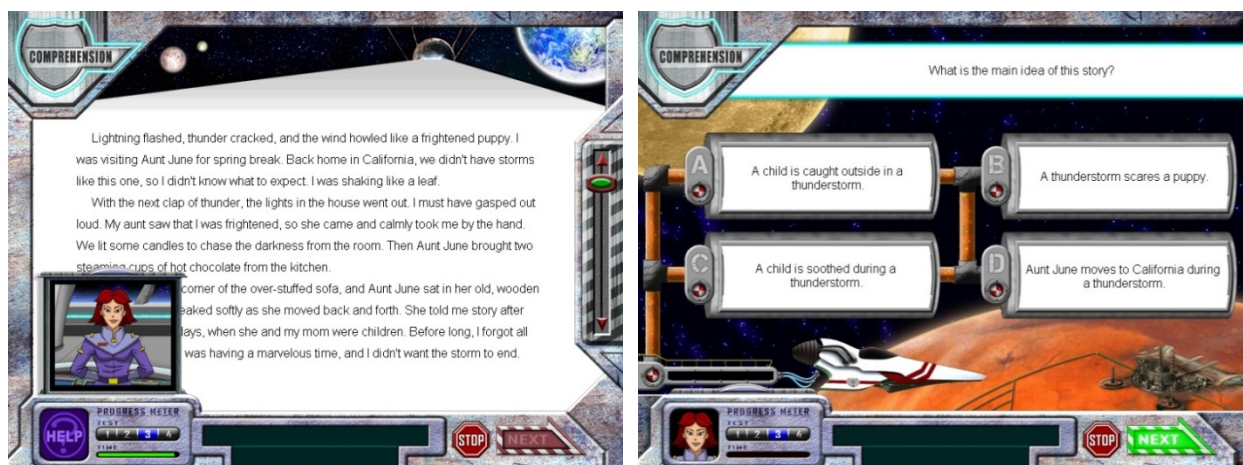 COMPREHENSION
Lightning flashed, thunder cracked, and the wind howled like a frightened puppy. I
was visiting Aunt June for spring break. Back home in California, we didn't have storms
like this one, so I didn't know what to expect. I was shaking like a leaf.
With the next clap of thunder, the lights in the house went out. I must have gasped out
loud. My aunt saw that I was frightened, so she came and calmly took me by the hand.
We lit some candles to chase the darkness from the room. Then Aunt June brought two
steaming cups of hot chocolate from the kitchen.
corner of the over-stuffed sofa, and Aunt June sat in her old, wooden
eaked softly as she moved back and forth. She told me story after
days, when she and my mom were children. Before long, I forgot all
was having a marvelous time, and I didn't want the storm to end.
HELP
PROGRESS METER
TEST
1 2 3 4
TIME
STOP
NEXT
COMPREHENSION
What is the main idea of this story?
A
A child is caught outside in a
thunderstorm.
B
A thunderstorm scares a puppy.
C
A child is soothed during a
thunderstorm.
D
Aunt June moves to California during
a thunderstorm.
PROGRESS METER
TEST
1 2 3 4
TIME
STOP
NEXT